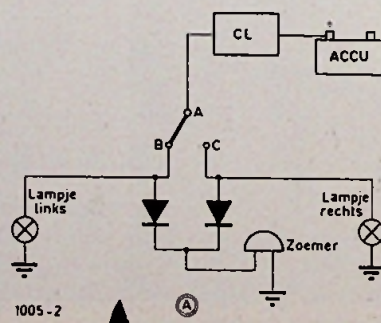 CL
ACCU
A
B
C
Lampje
links
Lampje
rechts
Zoemer
1005-2
A